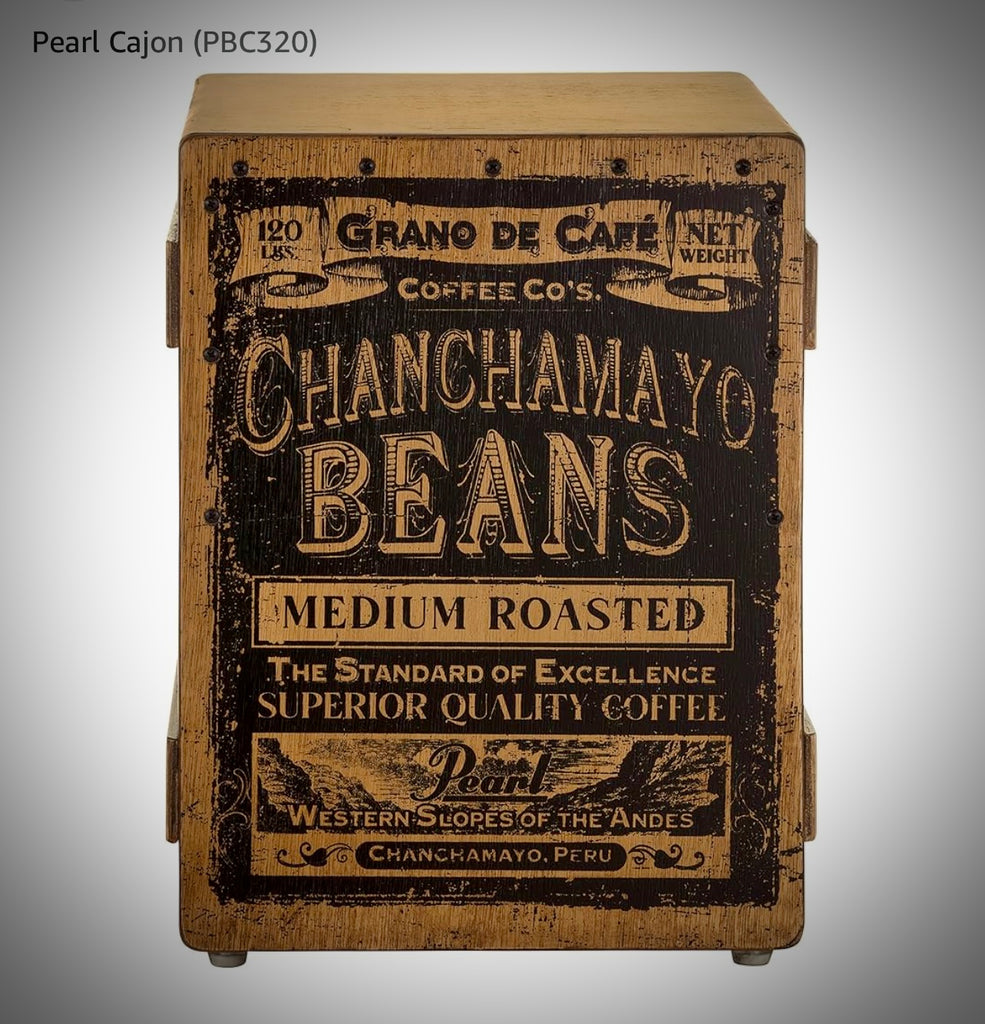 Pearl Cajon (PBC320)
120 LBS.
GRANO DE CAFÉ
NET WEIGHT
COFFEE CO'S.
CHANCHAMAYO
BEANS
MEDIUM ROASTED
THE STANDARD OF EXCELLENCE
SUPERIOR QUALITY COFFEE
Pearl
WESTERN SLOPES OF THE ANDES
CHANCHAMAYO, PERU